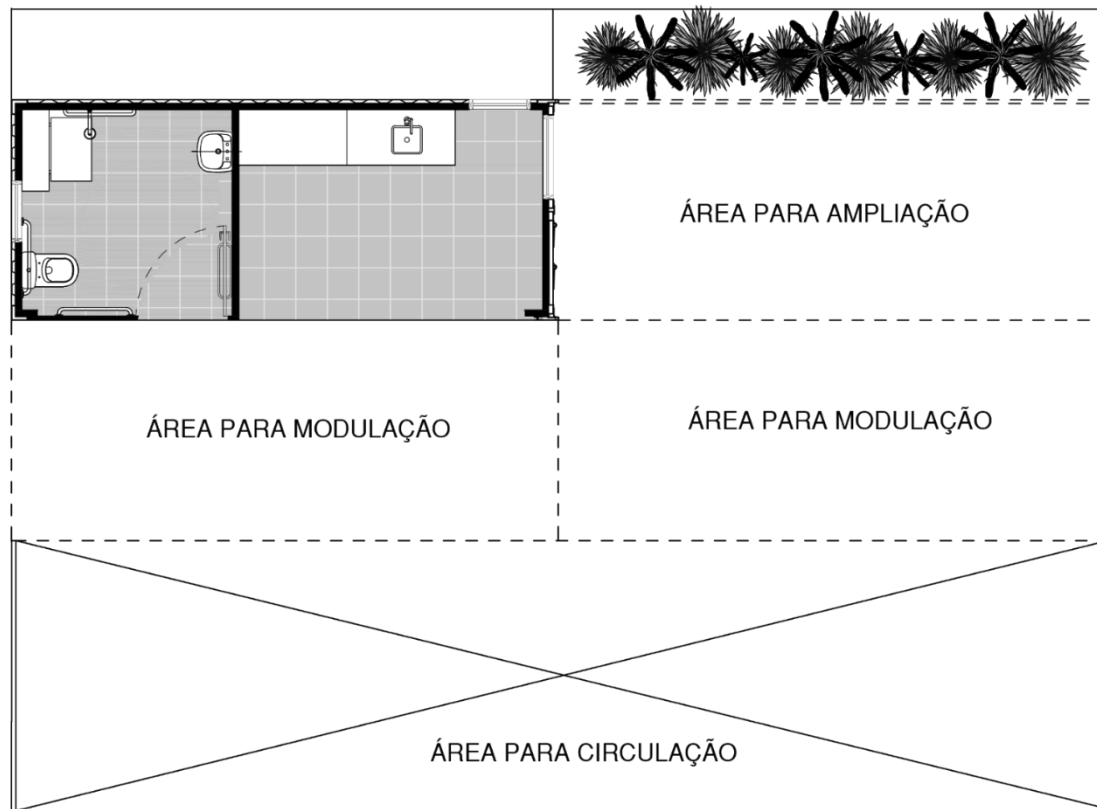 ÁREA PARA AMPLIAÇÃO
ÁREA PARA MODULAÇÃO
ÁREA PARA MODULAÇÃO
ÁREA PARA CIRCULAÇÃO